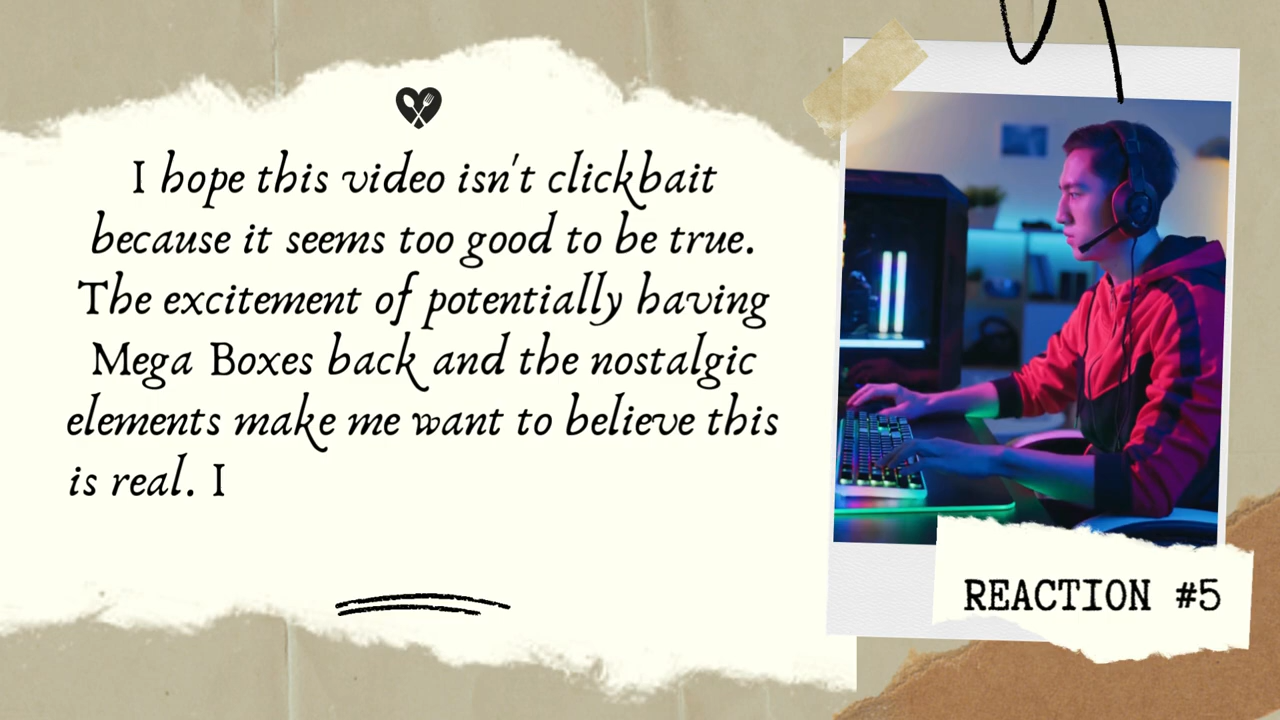 I hope this video isn't clickbait
because it seems too good to be true.
The excitement of potentially having
Mega Boxes back and the nostalgic
elements make me want to believe this
is real. I
REACTION #5